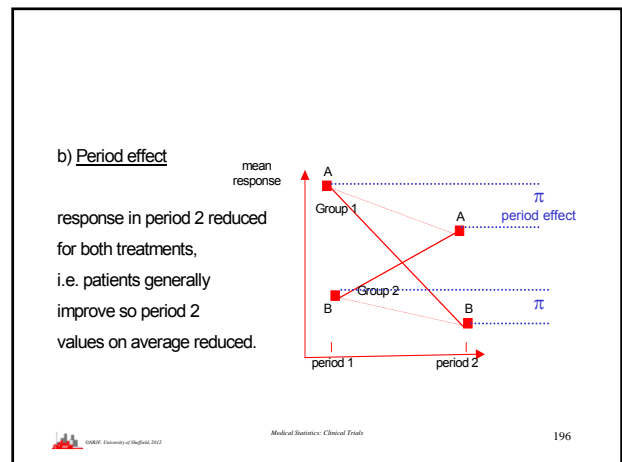 b) Period effect
response in period 2 reduced
for both treatments,
i.e. patients generally
improve so period 2
values on average reduced.
mean
response
A
Group 1
π
A
period effect
Group 2
B
B
π
period 1
period 2
©NRJF, University of Sheffield, 2012
Medical Statistics: Clinical Trials
196